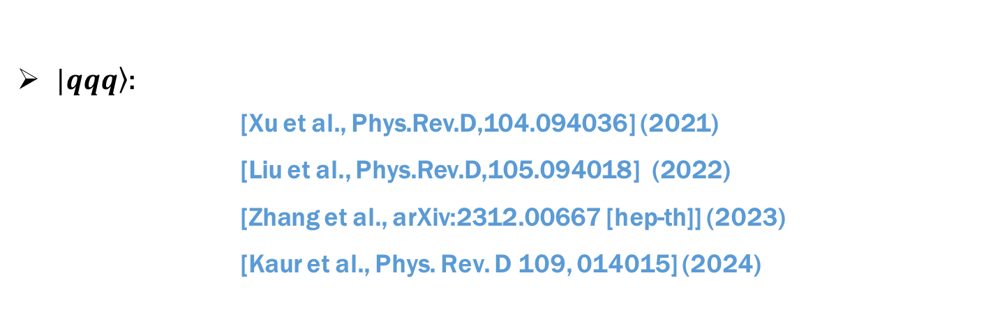 ➢ |qqq⟩:
[Xu et al., Phys.Rev.D,104.094036] (2021)
[Liu et al., Phys.Rev.D,105.094018] (2022)
[Zhang et al., arXiv:2312.00667 [hep-th]] (2023)
[Kaur et al., Phys. Rev. D 109, 014015] (2024)